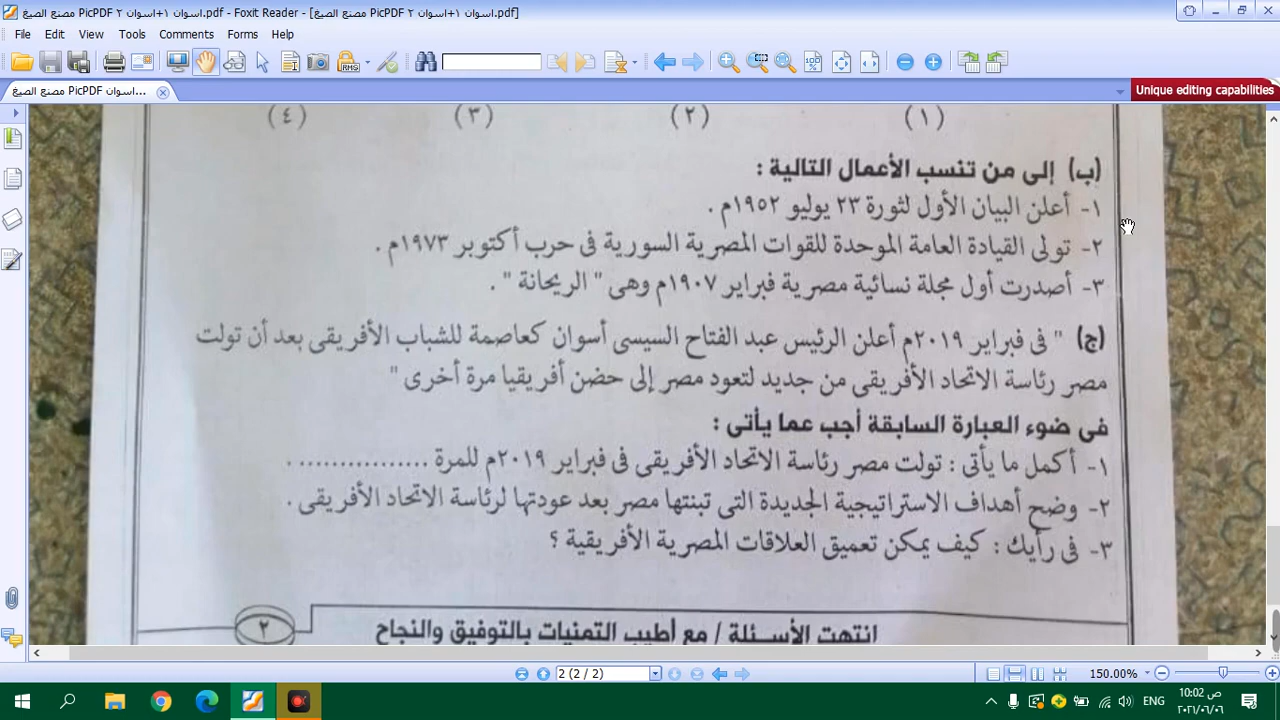 اسوان ١+اسوان ٢ PicPDF مصنع الصيغ.pdf - Foxit Reader - [اسوان ١+اسوان ٢ PicPDF مصنع الصيغ.pdf]
File Edit View Tools Comments Forms Help
اسوان PicPDF مصنع الصيغ...
Unique editing capabilities
(١) (٢) (٣) (٤)
(ب) إلى من تنسب الأعمال التالية :
١- أعلن البيان الأول لثورة ٢٣ يوليو ١٩٥٢م .
٢- تولى القيادة العامة الموحدة للقوات المصرية السورية فى حرب أكتوبر ١٩٧٣م .
٣- أصدرت أول مجلة نسائية مصرية فبراير ١٩٠٧م وهى " الريحانة " .
(ج) " فى فبراير ٢٠١٩م أعلن الرئيس عبد الفتاح السيسى أسوان كعاصمة للشباب الأفريقى بعد أن تولت
مصر رئاسة الاتحاد الأفريقى من جديد لتعود مصر إلى حضن أفريقيا مرة أخرى "
فى ضوء العبارة السابقة أجب عما يأتى :
١- أكمل ما يأتى : تولت مصر رئاسة الاتحاد الأفريقى فى فبراير ٢٠١٩م للمرة ................ .
٢- وضح أهداف الاستراتيجية الجديدة التى تبنتها مصر بعد عودتها لرئاسة الاتحاد الأفريقى .
٣- فى رأيك : كيف يمكن تعميق العلاقات المصرية الأفريقية ؟
انتهت الأسئلة / مع أطيب التمنيات بالتوفيق والنجاح
٢
2 (2 / 2)
150.00%
ENG
10:02 ص
٢٠٢١/٠٦/٠٦